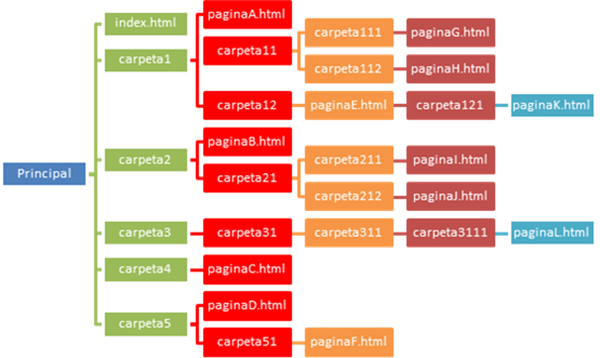 index.html
paginaA.html
carpeta111
paginaG.html
carpeta1
carpeta11
carpeta112
paginaH.html
carpeta12
paginaE.html
carpeta121
paginaK.html
paginaB.html
Principal
carpeta2
carpeta211
paginaI.html
carpeta21
carpeta212
paginaJ.html
carpeta3
carpeta31
carpeta311
carpeta3111
paginaL.html
carpeta4
paginaC.html
paginaD.html
carpeta5
carpeta51
paginaF.html